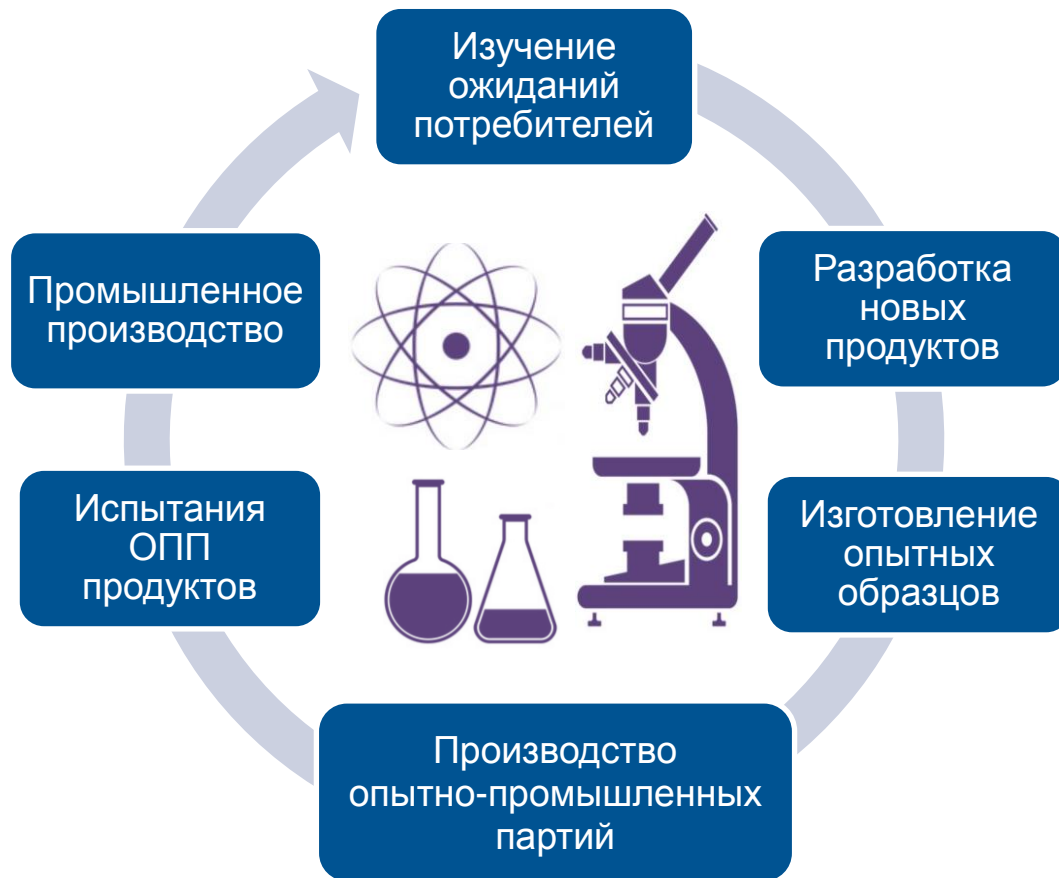 Изучение
ожиданий
потребителей
Разработка
новых
продуктов
Изготовление
опытных
образцов
Производство
опытно-промышленных
партий
Испытания
ОПП
продуктов
Промышленное
производство